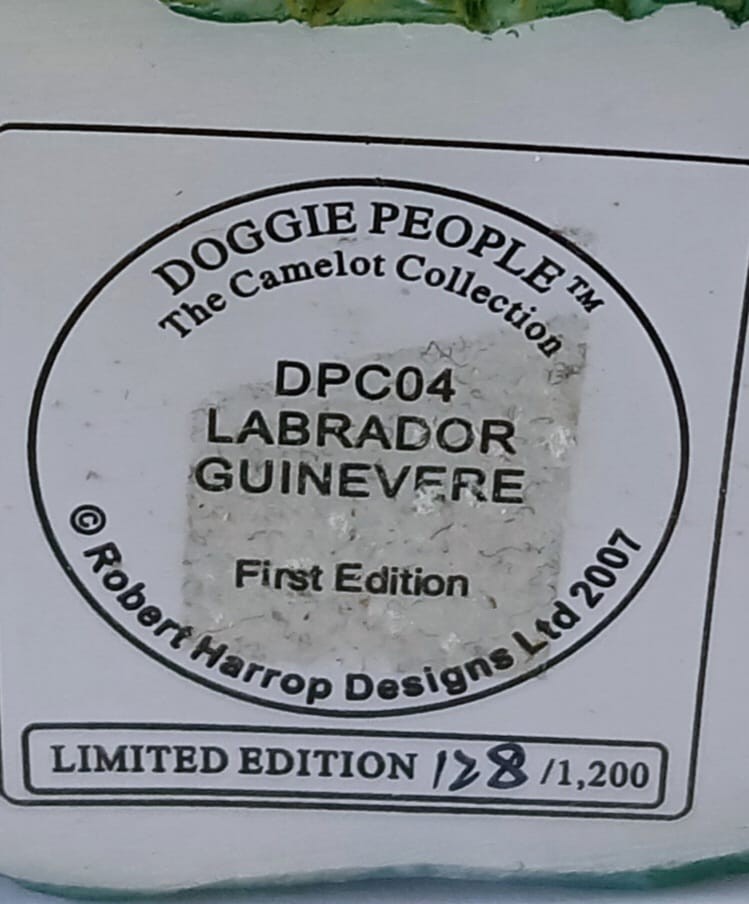 DOGGIE PEOPLE™
The Camelot Collection
DPC04
LABRADOR
GUINEVERE
First Edition
© Robert Harrop Designs Ltd 2007
LIMITED EDITION 128/1,200